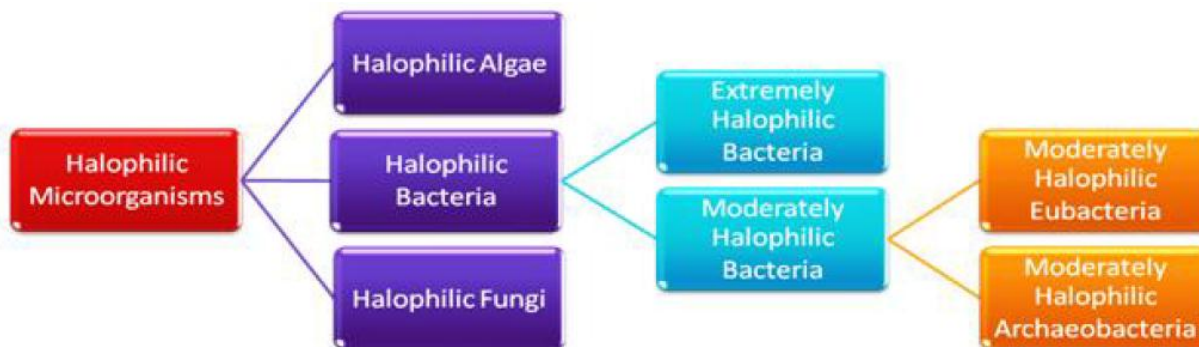 Halophilic
Microorganisms
Halophilic Algae
Halophilic
Bacteria
Halophilic Fungi
Extremely
Halophilic
Bacteria
Moderately
Halophilic
Bacteria
Moderately
Halophilic
Eubacteria
Moderately
Halophilic
Archaeobacteria